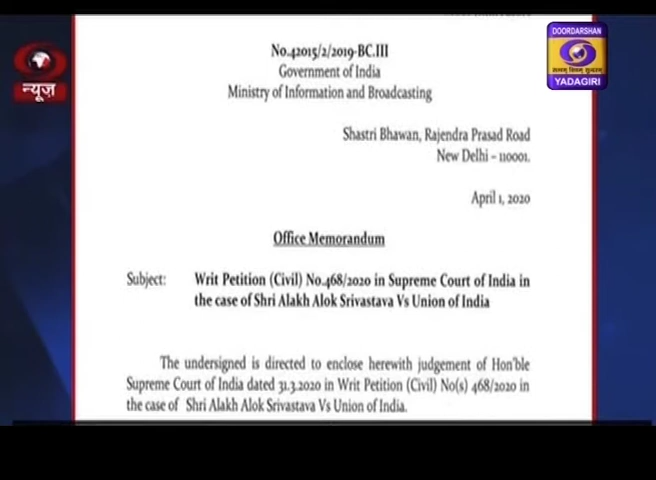 No.42015/2/2019-BC.III
Government of India
Ministry of Information and Broadcasting
Shastri Bhawan, Rajendra Prasad Road
New Delhi – 110001.
April 1, 2020
Office Memorandum
Subject: Writ Petition (Civil) No.468/2020 in Supreme Court of India in
the case of Shri Alakh Alok Srivastava Vs Union of India
The undersigned is directed to enclose herewith judgement of Hon'ble
Supreme Court of India dated 31.3.2020 in Writ Petition (Civil) No(s) 468/2020 in
the case of Shri Alakh Alok Srivastava Vs Union of India.
न्यूज़
DOORDARSHAN
सत्यम् शिवम् सुन्दरम्
YADAGIRI